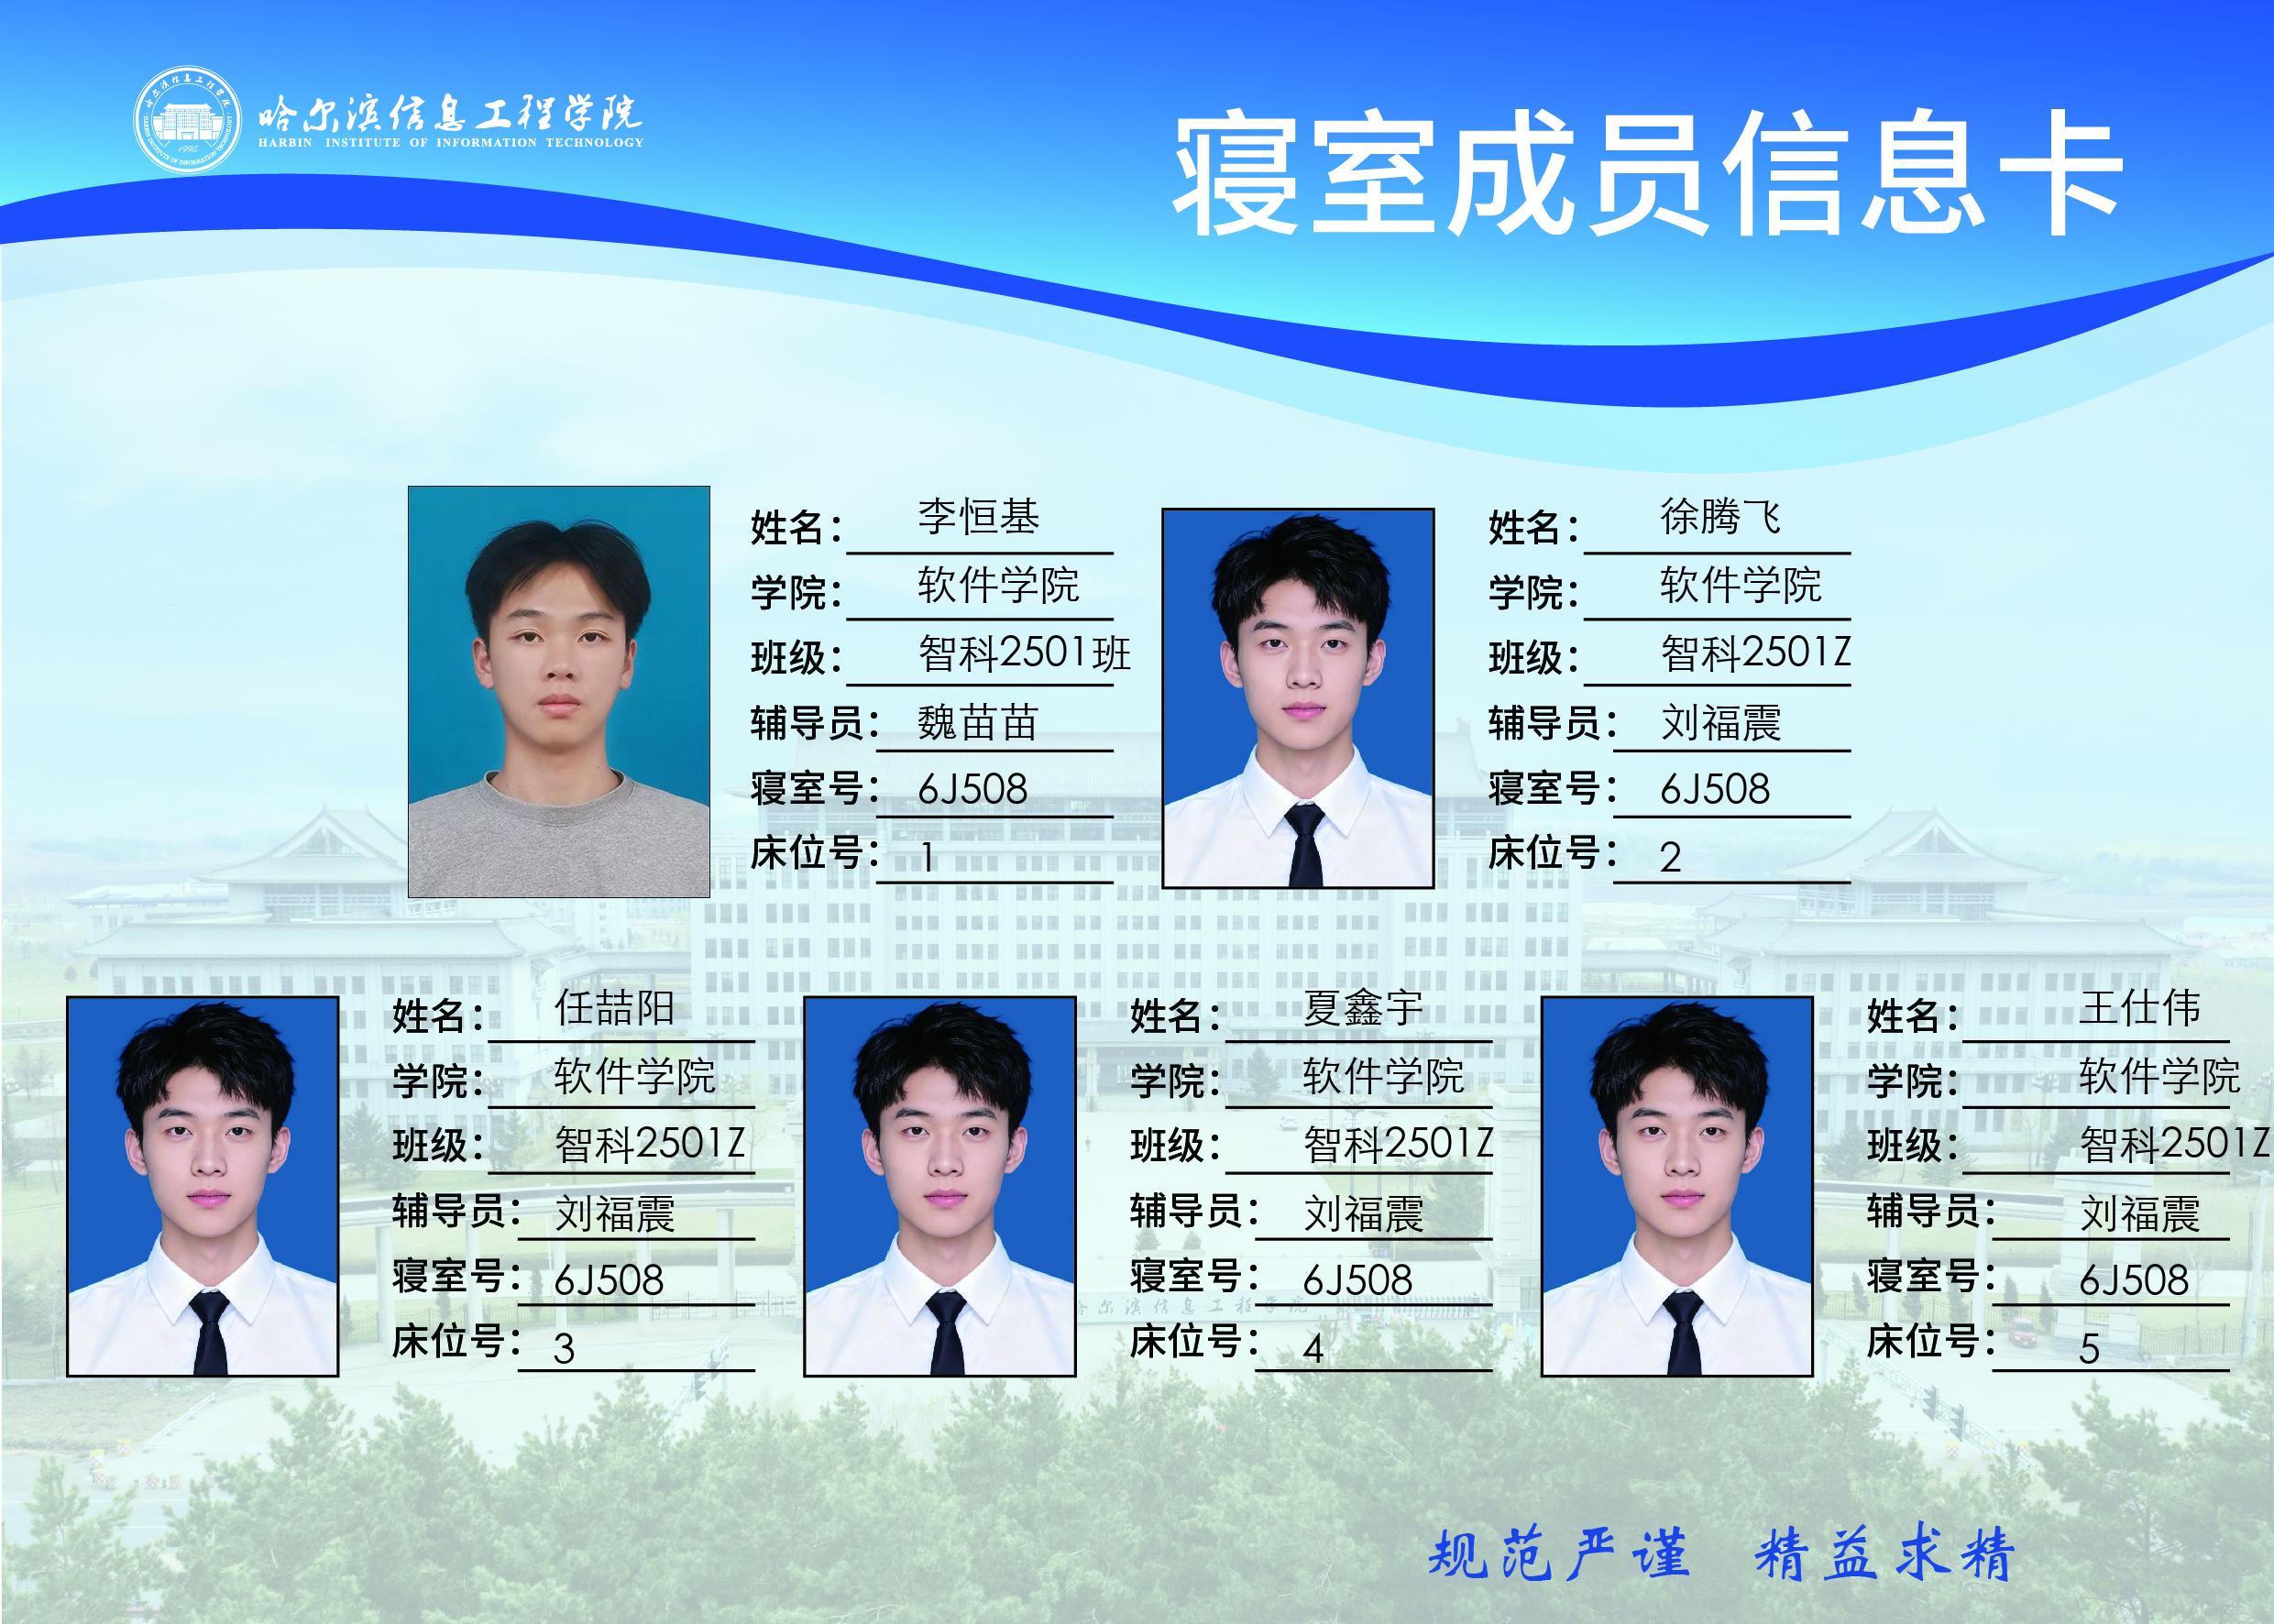 哈尔滨信息工程学院
HARBIN INSTITUTE OF INFORMATION TECHNOLOGY
1995
寝室成员信息卡
姓名： 李恒基
学院： 软件学院
班级： 智科2501班
辅导员： 魏苗苗
寝室号： 6J508
床位号： 1
姓名： 徐腾飞
学院： 软件学院
班级： 智科2501Z
辅导员： 刘福震
寝室号： 6J508
床位号： 2
姓名： 任喆阳
学院： 软件学院
班级： 智科2501Z
辅导员： 刘福震
寝室号： 6J508
床位号： 3
姓名： 夏鑫宇
学院： 软件学院
班级： 智科2501Z
辅导员： 刘福震
寝室号： 6J508
床位号： 4
姓名： 王仕伟
学院： 软件学院
班级： 智科2501Z
辅导员： 刘福震
寝室号： 6J508
床位号： 5
哈尔滨信息工程学院
规范严谨 精益求精